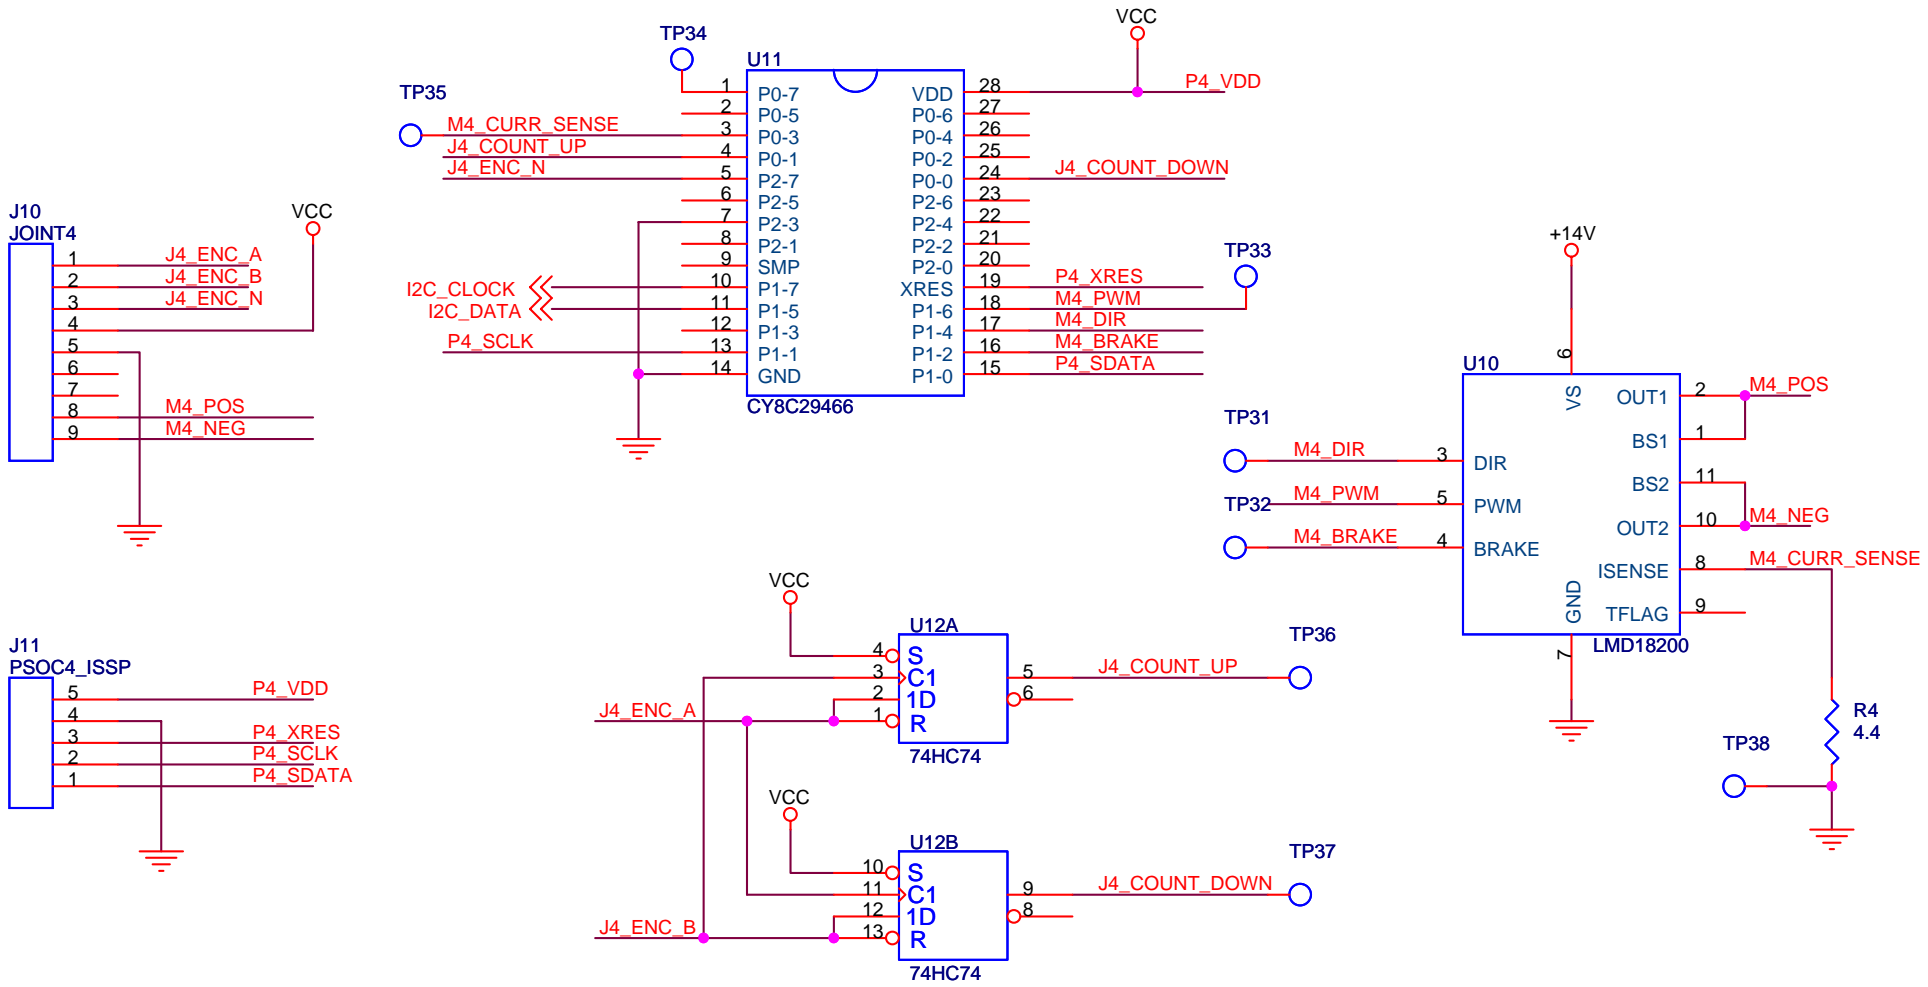 J10
JOINT4
VCC
1
J4_ENC_A
2
J4_ENC_B
3
J4_ENC_N
4
5
6
7
8
M4_POS
9
M4_NEG
J11
PSOC4_ISSP
5
P4_VDD
4
3
P4_XRES
2
P4_SCLK
1
P4_SDATA
TP34
TP35
U11
VCC
P4_VDD
1 P0-7 VDD 28
2 P0-5 P0-6 27
M4_CURR_SENSE 3 P0-3 P0-4 26
J4_COUNT_UP 4 P0-1 P0-2 25
J4_ENC_N 5 P2-7 P0-0 24 J4_COUNT_DOWN
6 P2-5 P2-6 23
7 P2-3 P2-4 22
8 P2-1 P2-2 21
9 SMP P2-0 20
I2C_CLOCK 10 P1-7 XRES 19 P4_XRES
I2C_DATA 11 P1-5 P1-6 18 M4_PWM
12 P1-3 P1-4 17 M4_DIR
P4_SCLK 13 P1-1 P1-2 16 M4_BRAKE
14 GND P1-0 15 P4_SDATA
CY8C29466
TP33
+14V
6
U10
VS
TP31
M4_DIR 3 DIR
TP32
M4_PWM 5 PWM
M4_BRAKE 4 BRAKE
OUT1 2 M4_POS
BS1 1
BS2 11
OUT2 10 M4_NEG
ISENSE 8 M4_CURR_SENSE
TFLAG 9
GND
7
LMD18200
R4
4.4
TP38
VCC
U12A
4 S
3 C1
2 1D
1 R
5 J4_COUNT_UP
6
TP36
J4_ENC_A
74HC74
VCC
U12B
10 S
11 C1
12 1D
13 R
9 J4_COUNT_DOWN
8
TP37
J4_ENC_B
74HC74